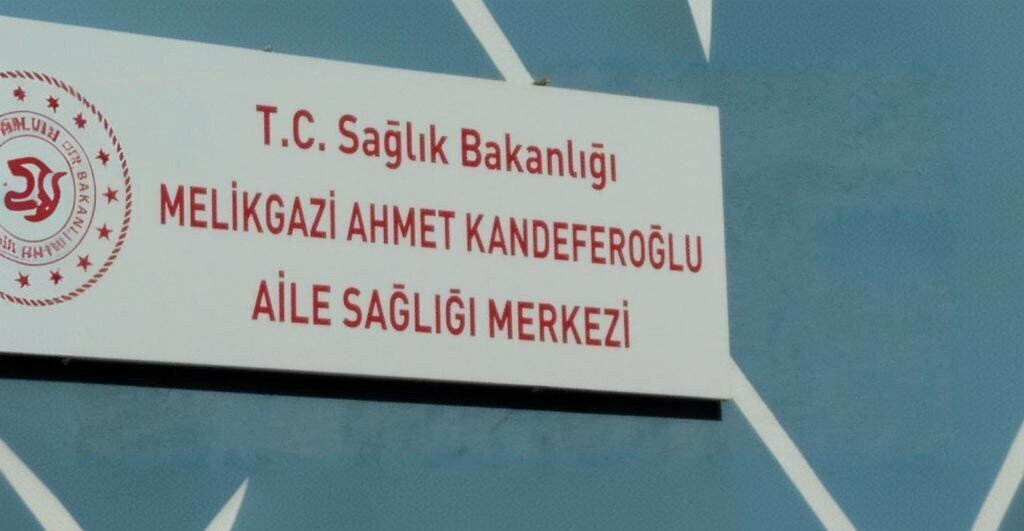 T.C. Sağlık Bakanlığı
MELİKGAZİ AHMET KANDEFEROĞLU
AİLE SAĞLIĞI MERKEZİ